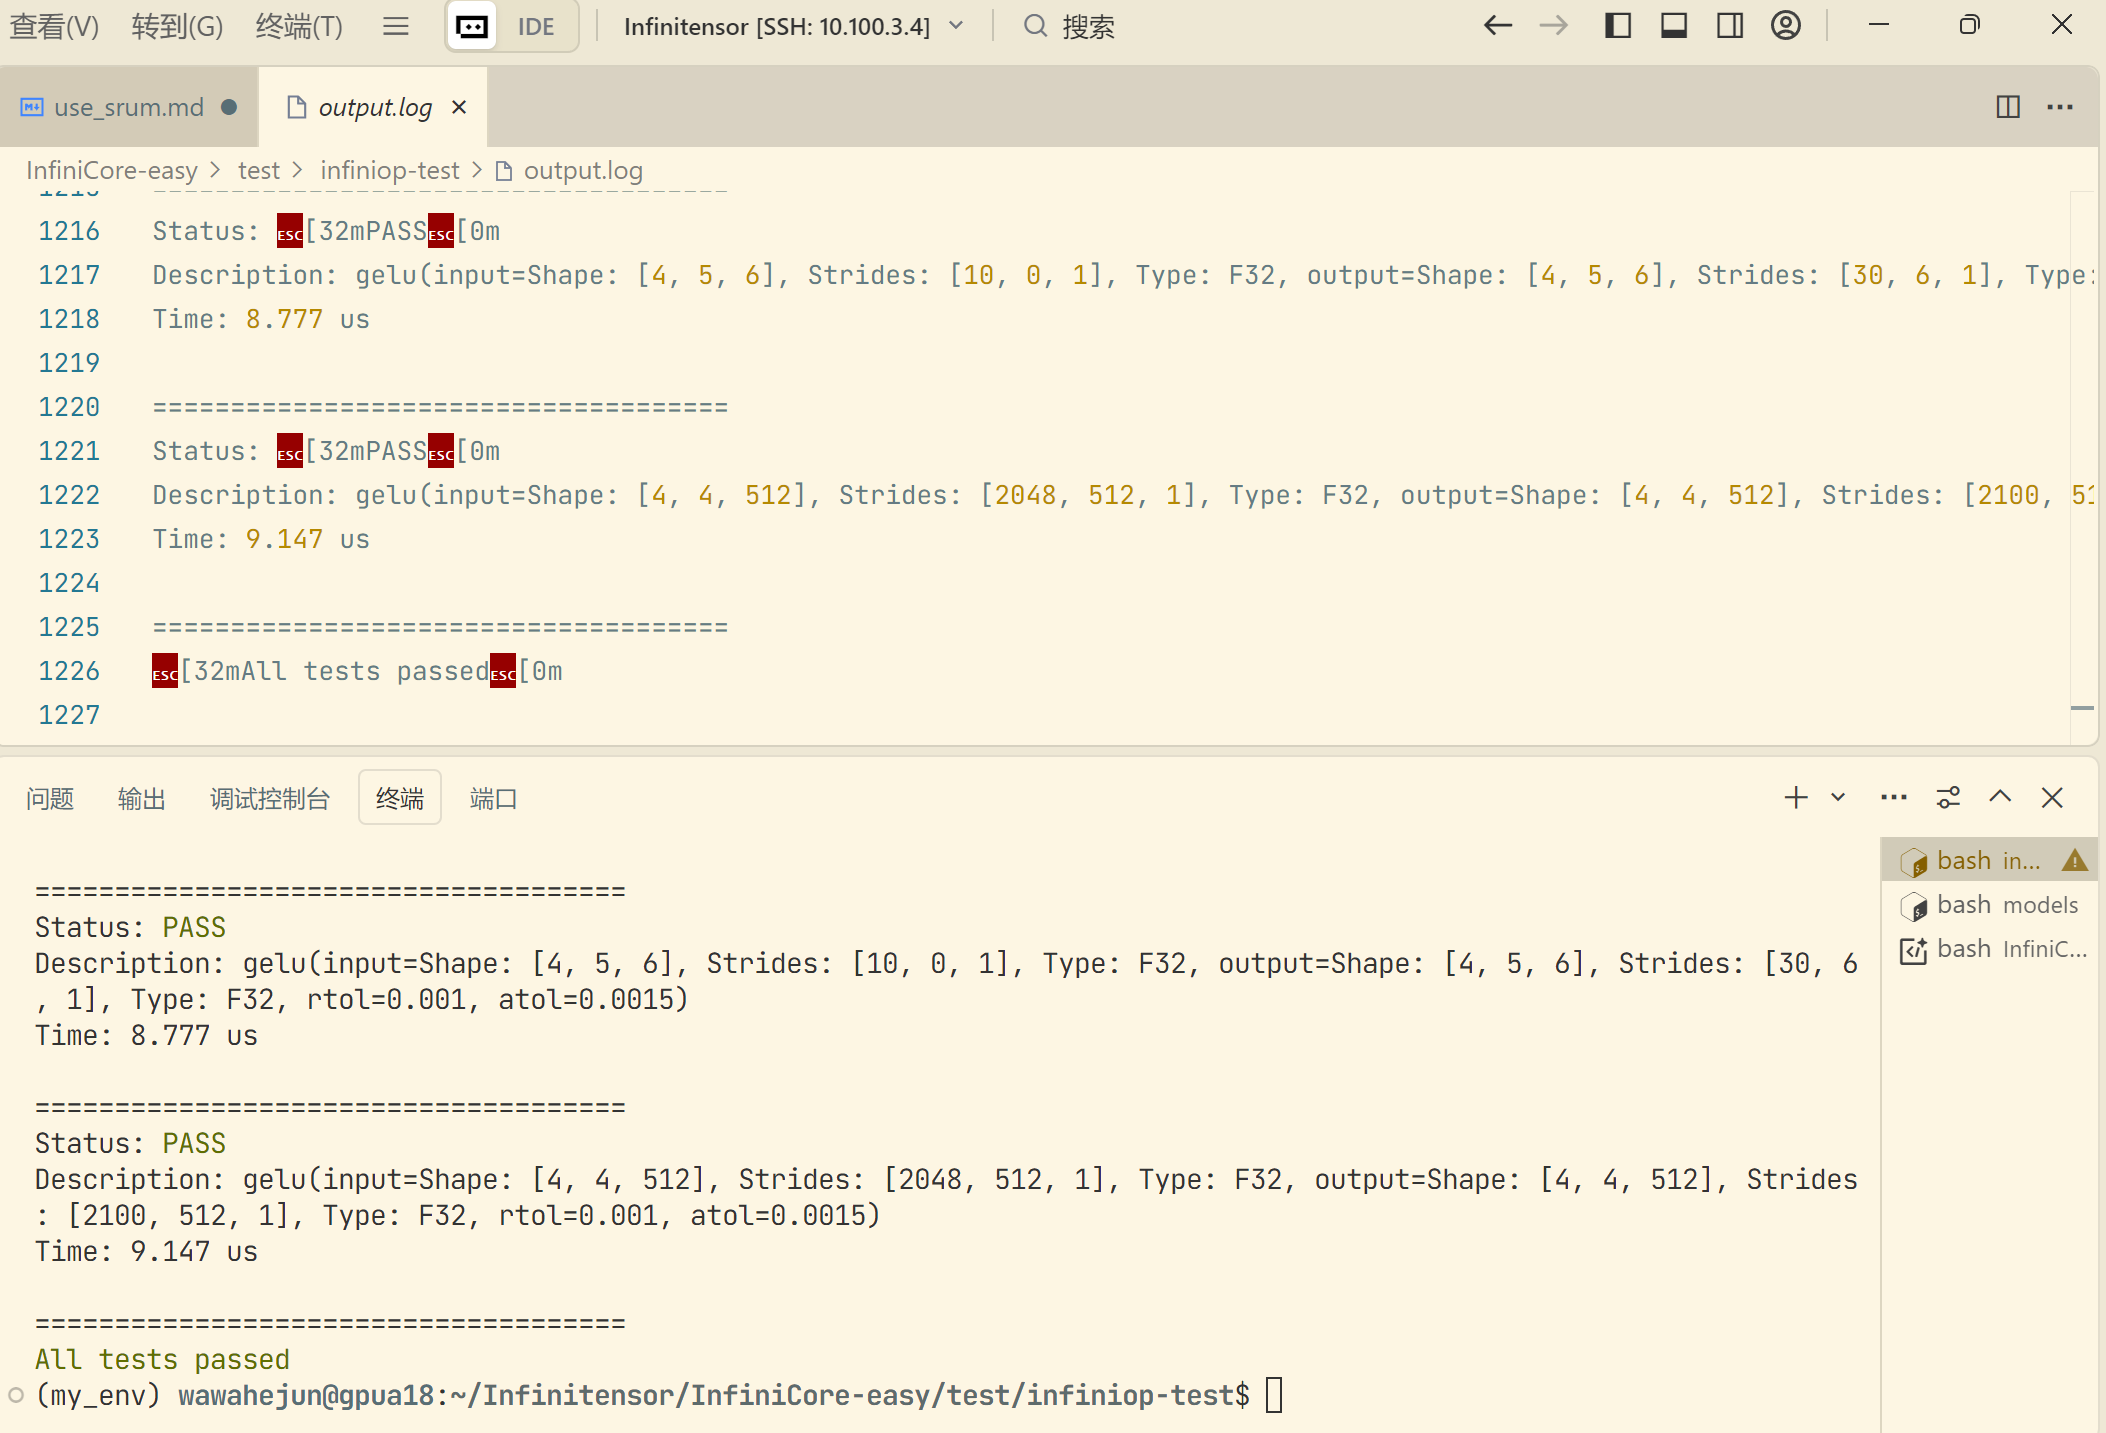 查看(V) 转到(G) 终端(T) IDE Infinitensor [SSH: 10.100.3.4] 搜索
use_srum.md output.log
InfiniCore-easy > test > infiniop-test > output.log
1215 =====================================
1216 Status: ESC[32mPASSESC[0m
1217 Description: gelu(input=Shape: [4, 5, 6], Strides: [10, 0, 1], Type: F32, output=Shape: [4, 5, 6], Strides: [30, 6, 1], Type:
1218 Time: 8.777 us
1219
1220 =====================================
1221 Status: ESC[32mPASSESC[0m
1222 Description: gelu(input=Shape: [4, 4, 512], Strides: [2048, 512, 1], Type: F32, output=Shape: [4, 4, 512], Strides: [2100, 51
1223 Time: 9.147 us
1224
1225 =====================================
1226 ESC[32mAll tests passedESC[0m
1227
问题 输出 调试控制台 终端 端口
=====================================
Status: PASS
Description: gelu(input=Shape: [4, 5, 6], Strides: [10, 0, 1], Type: F32, output=Shape: [4, 5, 6], Strides: [30, 6
, 1], Type: F32, rtol=0.001, atol=0.0015)
Time: 8.777 us
=====================================
Status: PASS
Description: gelu(input=Shape: [4, 4, 512], Strides: [2048, 512, 1], Type: F32, output=Shape: [4, 4, 512], Strides
: [2100, 512, 1], Type: F32, rtol=0.001, atol=0.0015)
Time: 9.147 us
=====================================
All tests passed
(my_env) wawahejun@gpua18:~/Infinitensor/InfiniCore-easy/test/infiniop-test$
bash in...
bash models
bash InfiniC...